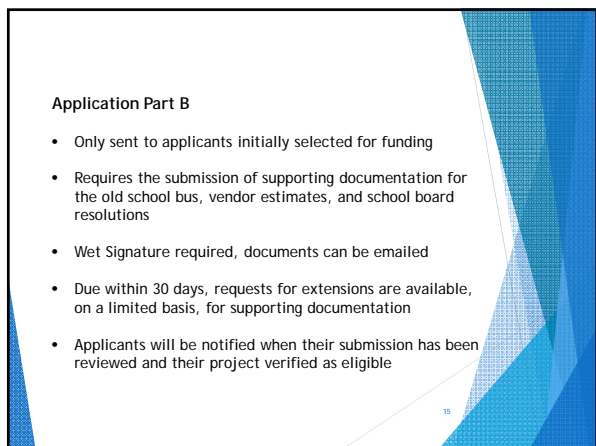 Application Part B
• Only sent to applicants initially selected for funding
• Requires the submission of supporting documentation for
the old school bus, vendor estimates, and school board
resolutions
• Wet Signature required, documents can be emailed
• Due within 30 days, requests for extensions are available,
on a limited basis, for supporting documentation
• Applicants will be notified when their submission has been
reviewed and their project verified as eligible
15